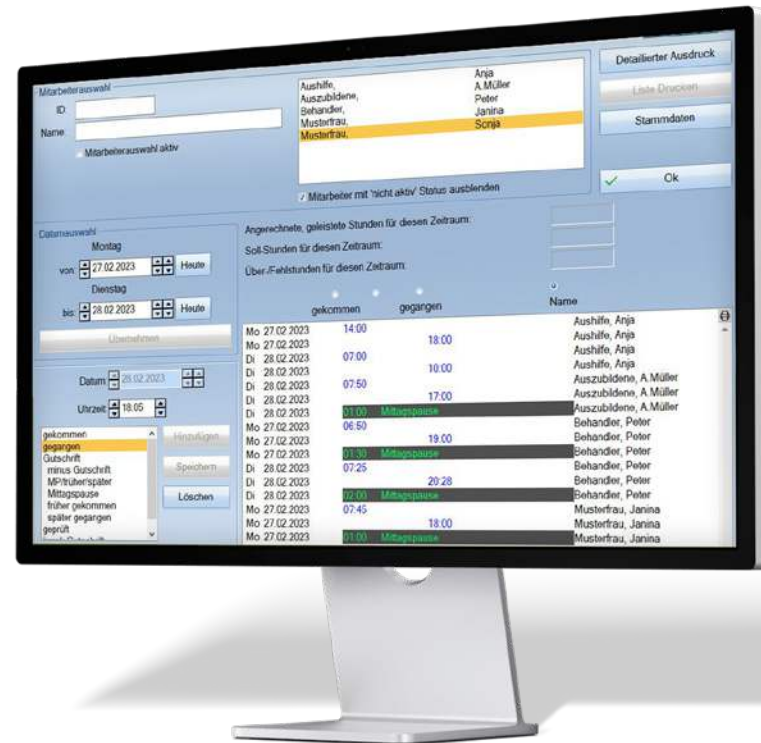 Mitarbeiterauswahl
ID:
Name:
Mitarbeiterauswahl aktiv
Aushilfe, Anja
Auszubildene, A.Müller
Behandler, Peter
Musterfrau, Janina
Musterfrau, Sonja
Mitarbeiter mit 'nicht aktiv' Status ausblenden
Detaillierter Ausdruck
Liste Drucken
Stammdaten
Ok
Datumauswahl
Montag
von: 27.02.2023 Heute
Dienstag
bis: 28.02.2023 Heute
Übernehmen
Datum: 28.02.2023
Uhrzeit: 18:05
gekommen
gegangen
Gutschrift
minus Gutschrift
MP/früher/später
Mittagspause
früher gekommen
später gegangen
geprüft
Hinzufügen
Speichern
Löschen
Angerechnete, geleistete Stunden für diesen Zeitraum:
Soll-Stunden für diesen Zeitraum:
Über-/Fehlstunden für diesen Zeitraum:
gekommen gegangen Name
Mo 27.02.2023 14:00 Aushilfe, Anja
Mo 27.02.2023 18:00 Aushilfe, Anja
Di 28.02.2023 07:00 Aushilfe, Anja
Di 28.02.2023 10:00 Aushilfe, Anja
Di 28.02.2023 07:50 Auszubildene, A.Müller
Di 28.02.2023 17:00 Auszubildene, A.Müller
Di 28.02.2023 01:00 Mittagspause Auszubildene, A.Müller
Mo 27.02.2023 06:50 Behandler, Peter
Mo 27.02.2023 19:00 Behandler, Peter
Mo 27.02.2023 01:30 Mittagspause Behandler, Peter
Di 28.02.2023 07:25 Behandler, Peter
Di 28.02.2023 20:28 Behandler, Peter
Di 28.02.2023 02:00 Mittagspause Behandler, Peter
Mo 27.02.2023 07:45 Musterfrau, Janina
Mo 27.02.2023 18:00 Musterfrau, Janina
Mo 27.02.2023 01:00 Mittagspause Musterfrau, Janina